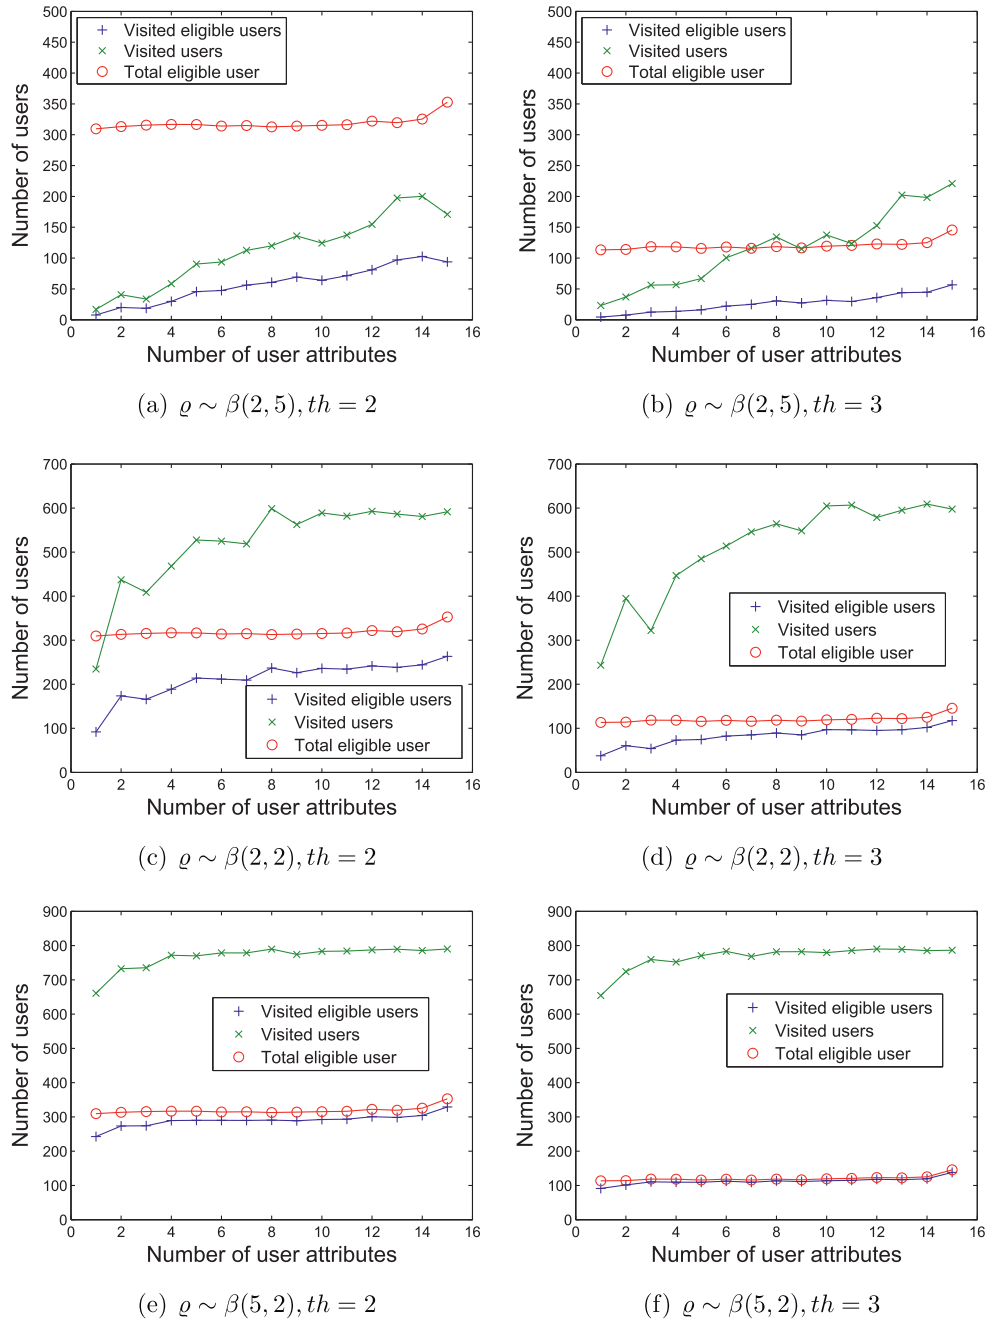 500
450
400
350
300
250
200
150
100
50
0
0 2 4 6 8 10 12 14 16
Number of users
Number of user attributes
Visited eligible users
Visited users
Total eligible user
(a) ϱ ∼ β(2, 5), th = 2
500
450
400
350
300
250
200
150
100
50
0
0 2 4 6 8 10 12 14 16
Number of users
Number of user attributes
Visited eligible users
Visited users
Total eligible user
(b) ϱ ∼ β(2, 5), th = 3
700
600
500
400
300
200
100
0
0 2 4 6 8 10 12 14 16
Number of users
Number of user attributes
Visited eligible users
Visited users
Total eligible user
(c) ϱ ∼ β(2, 2), th = 2
700
600
500
400
300
200
100
0
0 2 4 6 8 10 12 14 16
Number of users
Number of user attributes
Visited eligible users
Visited users
Total eligible user
(d) ϱ ∼ β(2, 2), th = 3
900
800
700
600
500
400
300
200
100
0
0 2 4 6 8 10 12 14 16
Number of users
Number of user attributes
Visited eligible users
Visited users
Total eligible user
(e) ϱ ∼ β(5, 2), th = 2
900
800
700
600
500
400
300
200
100
0
0 2 4 6 8 10 12 14 16
Number of users
Number of user attributes
Visited eligible users
Visited users
Total eligible user
(f) ϱ ∼ β(5, 2), th = 3